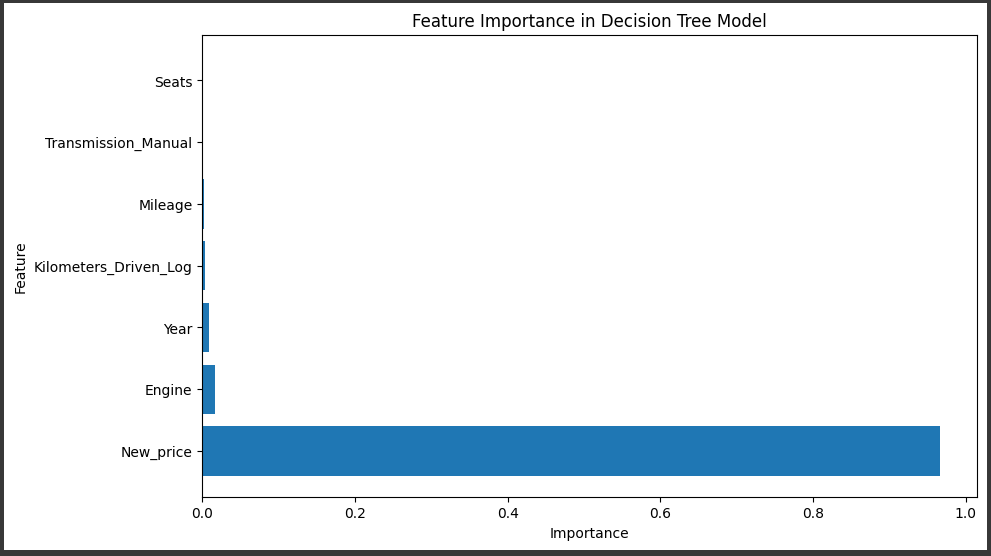 Feature Importance in Decision Tree Model
Seats
Transmission_Manual
Mileage
Kilometers_Driven_Log
Year
Engine
New_price
Feature
0.0 0.2 0.4 0.6 0.8 1.0
Importance